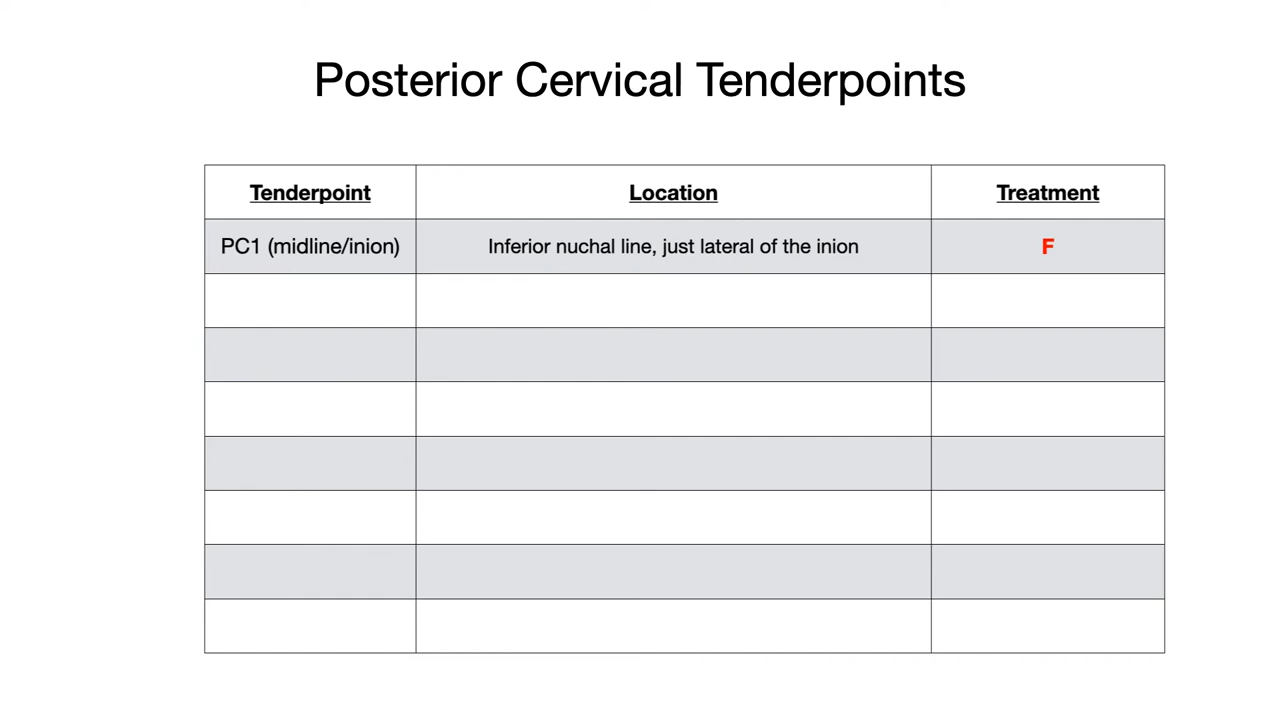 Posterior Cervical Tenderpoints
Tenderpoint Location Treatment
PC1 (midline/inion) Inferior nuchal line, just lateral of the inion F